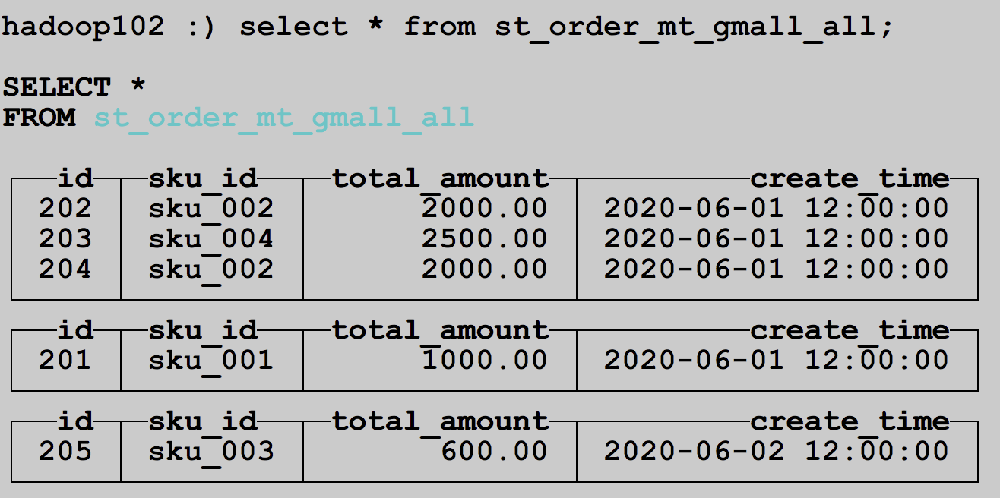 hadoop102 :) select * from st_order_mt_gmall_all;
SELECT *
FROM st_order_mt_gmall_all
id sku_id total_amount create_time
202 sku_002 2000.00 2020-06-01 12:00:00
203 sku_004 2500.00 2020-06-01 12:00:00
204 sku_002 2000.00 2020-06-01 12:00:00
id sku_id total_amount create_time
201 sku_001 1000.00 2020-06-01 12:00:00
id sku_id total_amount create_time
205 sku_003 600.00 2020-06-02 12:00:00